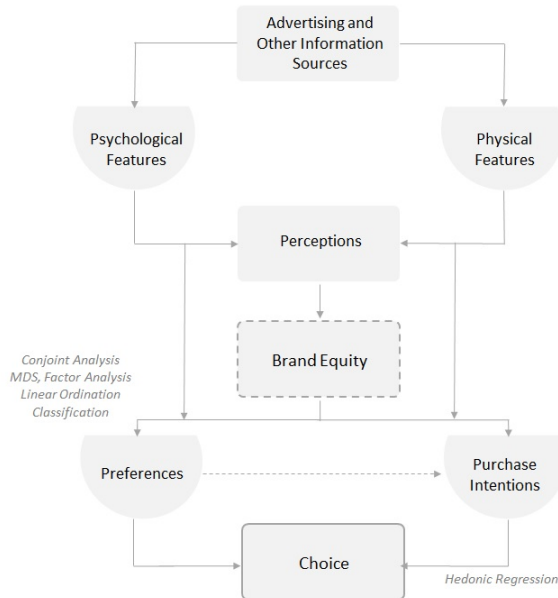 Advertising and
Other Information
Sources
Psychological
Features
Physical
Features
Perceptions
Brand Equity
Conjoint Analysis
MDS, Factor Analysis
Linear Ordination
Classification
Preferences
Purchase
Intentions
Choice
Hedonic Regression